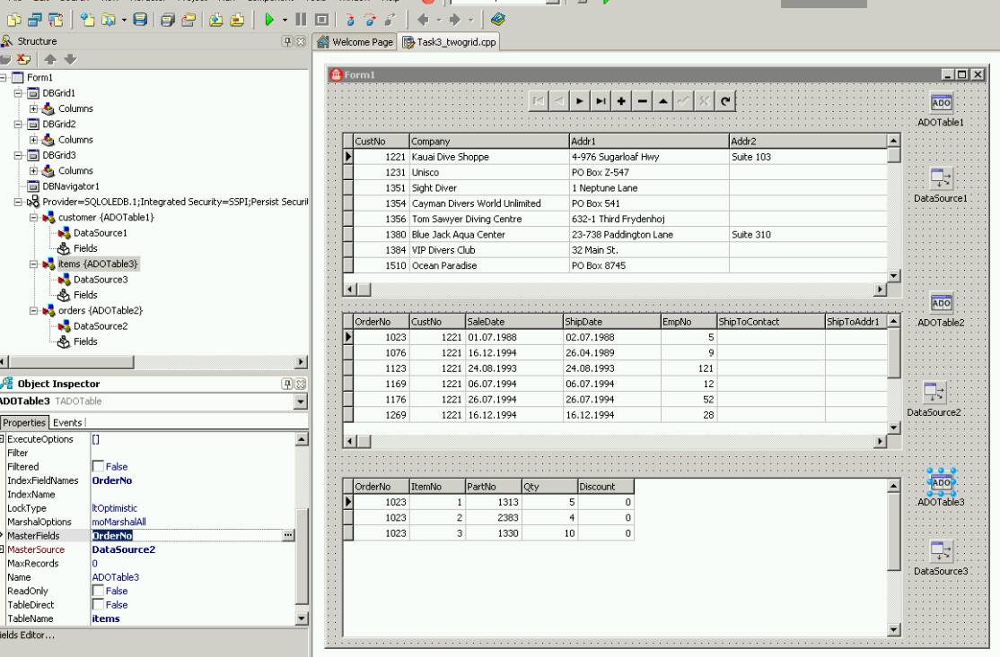 Structure
Welcome Page
Task3_twogrid.cpp
Form1
DBGrid1
Columns
DBGrid2
Columns
DBGrid3
Columns
DBNavigator1
Provider=SQLOLEDB.1;Integrated Security=SSPI;Persist Securi
customer {ADOTable1}
DataSource1
Fields
items {ADOTable3}
DataSource3
Fields
orders {ADOTable2}
DataSource2
Fields
Object Inspector
ADOTable3 TADOTable
Properties Events
ExecuteOptions []
Filter
Filtered False
IndexFieldNames OrderNo
IndexName
LockType ltOptimistic
MarshalOptions moMarshalAll
MasterFields OrderNo
MasterSource DataSource2
MaxRecords 0
Name ADOTable3
ReadOnly False
TableDirect False
TableName items
ields Editor...
Form1
ADO
ADOTable1
DataSource1
ADO
ADOTable2
DataSource2
ADO
ADOTable3
DataSource3
CustNo Company Addr1 Addr2
1221 Kauai Dive Shoppe 4-976 Sugarloaf Hwy Suite 103
1231 Unisco PO Box Z-547
1351 Sight Diver 1 Neptune Lane
1354 Cayman Divers World Unlimited PO Box 541
1356 Tom Sawyer Diving Centre 632-1 Third Frydenhoj
1380 Blue Jack Aqua Center 23-738 Paddington Lane Suite 310
1384 VIP Divers Club 32 Main St.
1510 Ocean Paradise PO Box 8745
OrderNo CustNo SaleDate ShipDate EmpNo ShipToContact ShipToAddr1
1023 1221 01.07.1988 02.07.1988 5
1076 1221 16.12.1994 26.04.1989 9
1123 1221 24.08.1993 24.08.1993 121
1169 1221 06.07.1994 06.07.1994 12
1176 1221 26.07.1994 26.07.1994 52
1269 1221 16.12.1994 16.12.1994 28
OrderNo ItemNo PartNo Qty Discount
1023 1 1313 5 0
1023 2 2383 4 0
1023 3 1330 10 0